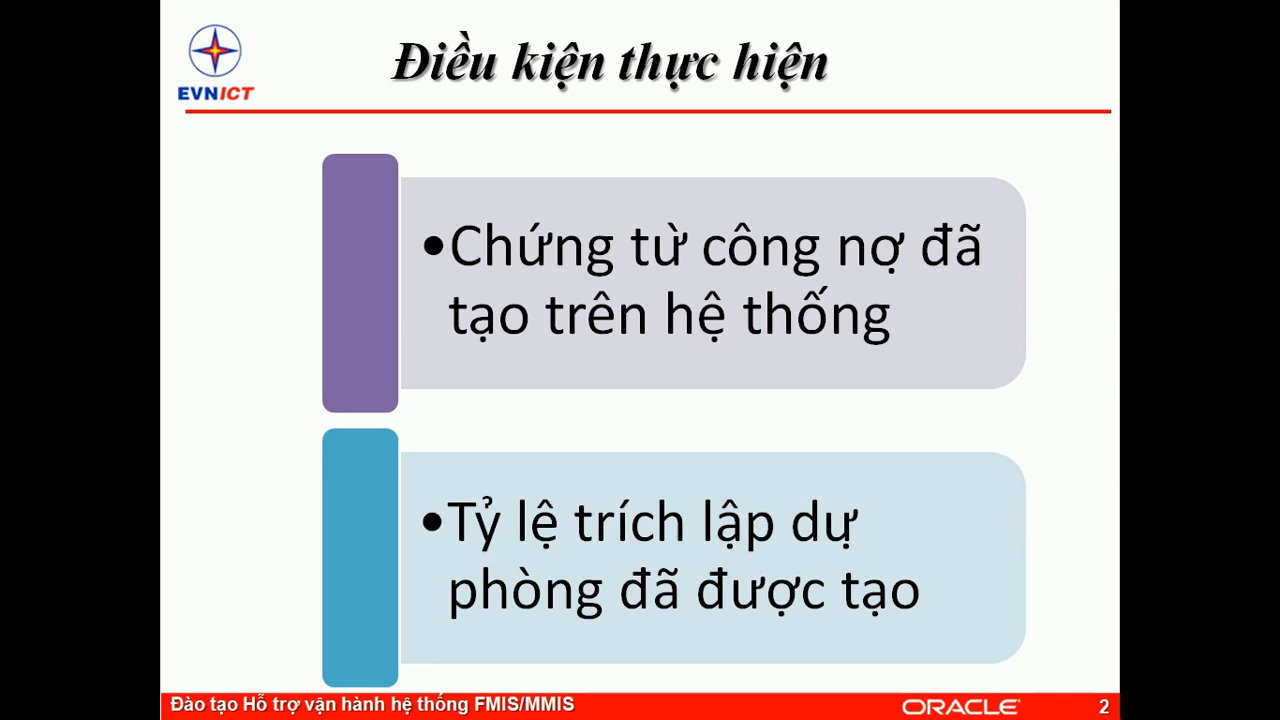 EVNICT
Điều kiện thực hiện
•Chứng từ công nợ đã
tạo trên hệ thống
•Tỷ lệ trích lập dự
phòng đã được tạo
Đào tạo Hỗ trợ vận hành hệ thống FMIS/MMIS
ORACLE
2